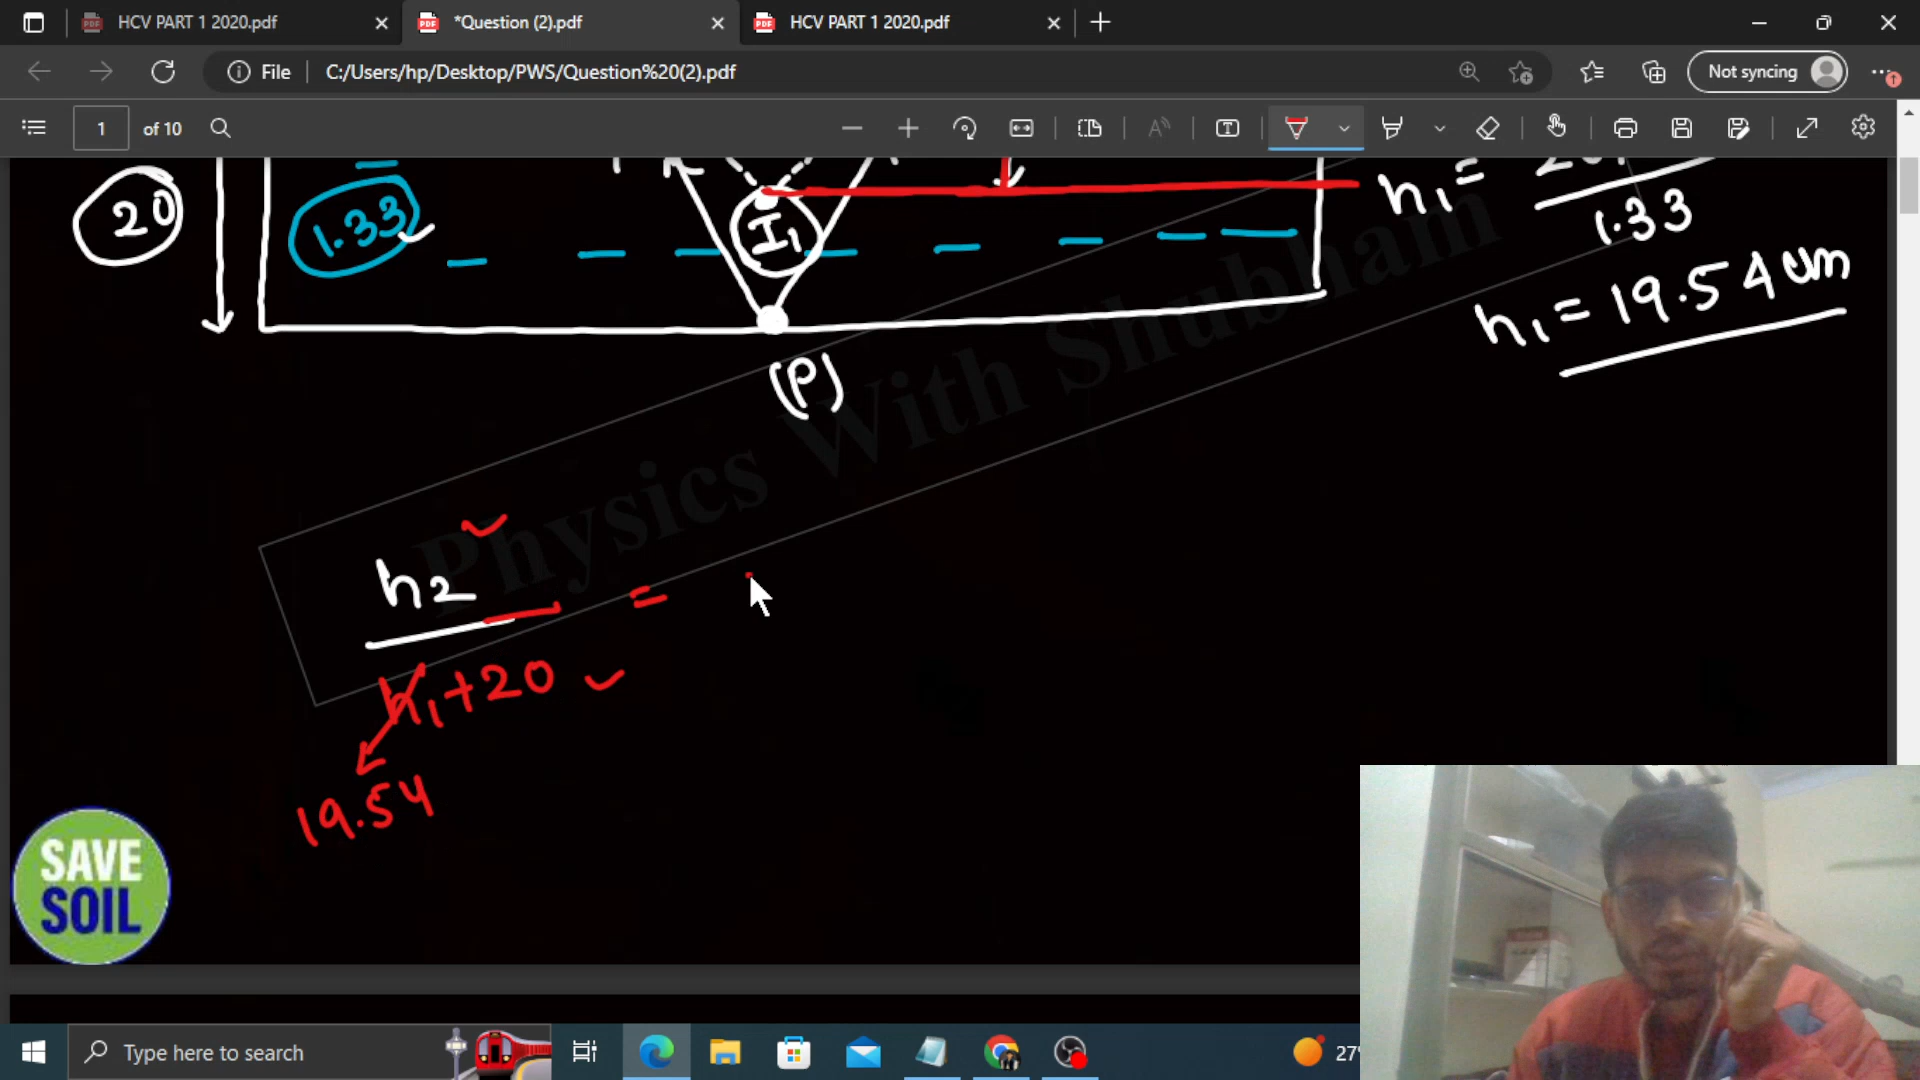 HCV PART 1 2020.pdf
*Question (2).pdf
HCV PART 1 2020.pdf
File
C:/Users/hp/Desktop/PWS/Question%20(2).pdf
Not syncing
1 of 10
20
1.33
I₁
(P)
h₁ =
1.33
h₁ = 19.54 cm
Physics With Shubham
h₂
=
h₁+20
19.54
SAVE
SOIL
Type here to search
27°